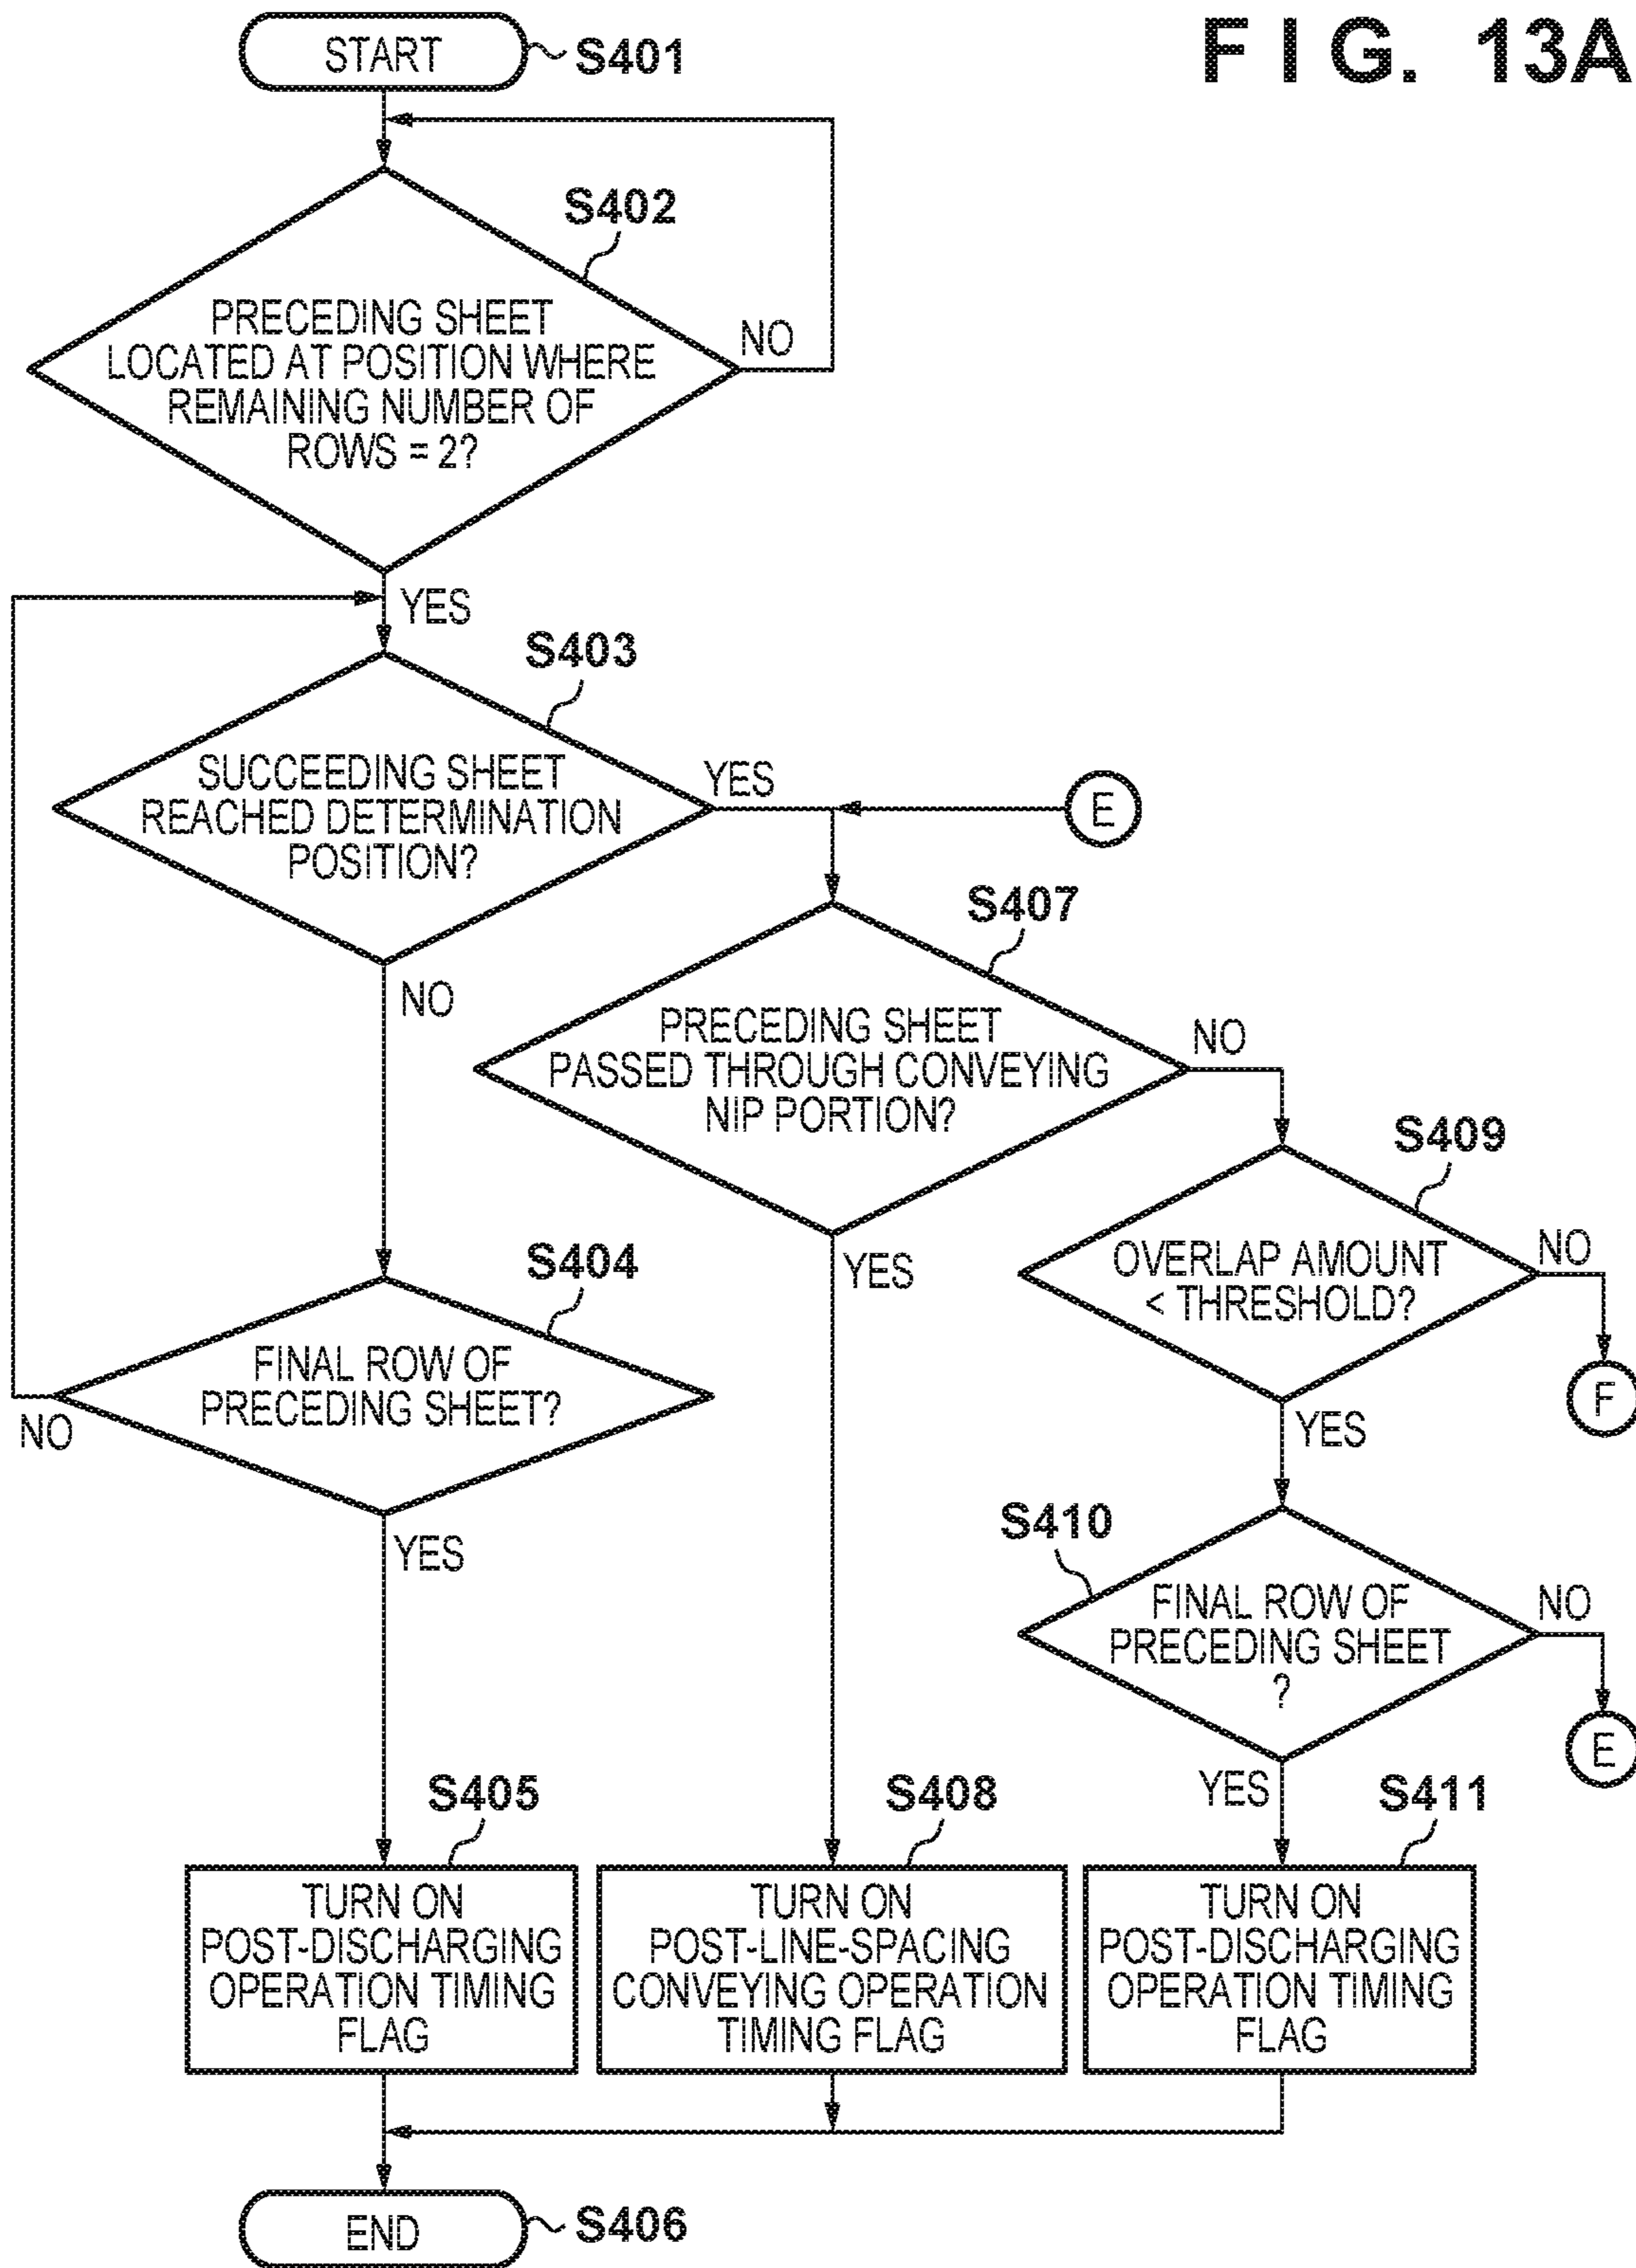 FIG. 13A
START
S401
S402
PRECEDING SHEET
LOCATED AT POSITION WHERE
REMAINING NUMBER OF
ROWS = 2?
NO
YES
S403
SUCCEEDING SHEET
REACHED DETERMINATION
POSITION?
YES
E
NO
S407
PRECEDING SHEET
PASSED THROUGH CONVEYING
NIP PORTION?
NO
YES
S409
OVERLAP AMOUNT
< THRESHOLD?
NO
F
YES
S404
FINAL ROW OF
PRECEDING SHEET?
NO
YES
S410
FINAL ROW OF
PRECEDING SHEET
?
NO
E
YES
S405
TURN ON
POST-DISCHARGING
OPERATION TIMING
FLAG
S408
TURN ON
POST-LINE-SPACING
CONVEYING OPERATION
TIMING FLAG
S411
TURN ON
POST-DISCHARGING
OPERATION TIMING
FLAG
END
S406